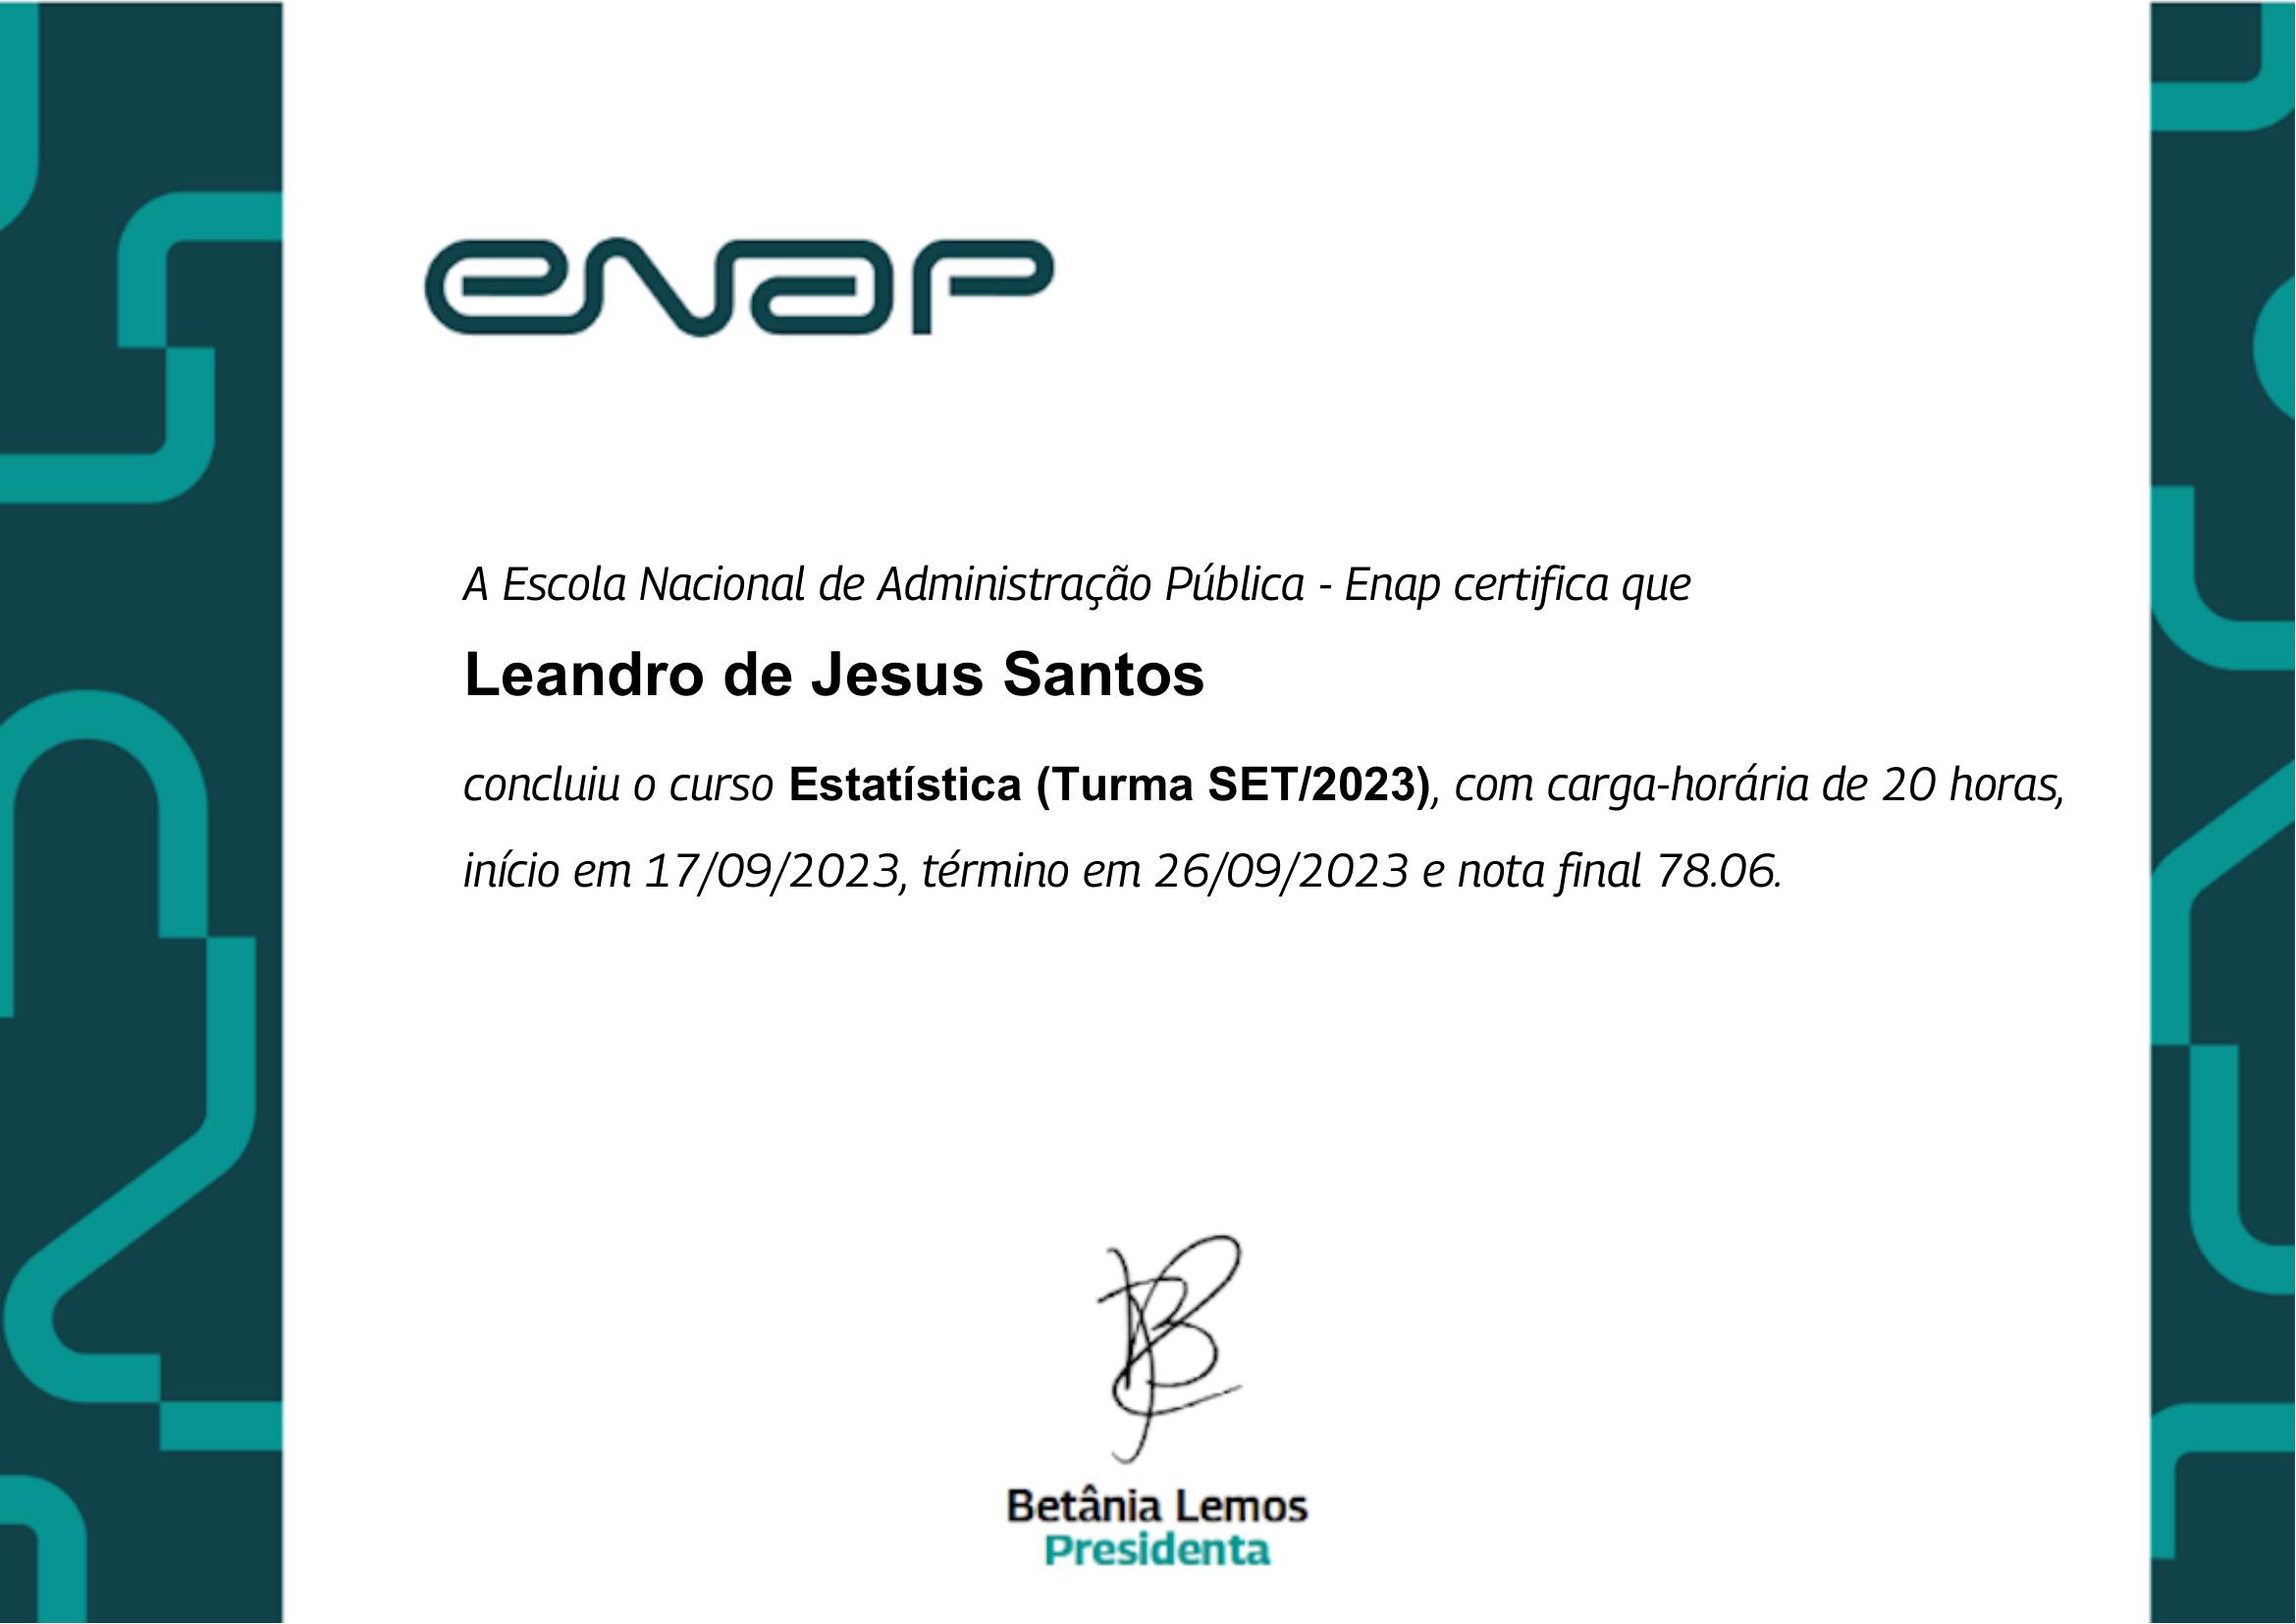 enap
A Escola Nacional de Administração Pública - Enap certifica que
Leandro de Jesus Santos
concluiu o curso Estatística (Turma SET/2023), com carga-horária de 20 horas,
início em 17/09/2023, término em 26/09/2023 e nota final 78.06.
Betânia Lemos
Presidenta